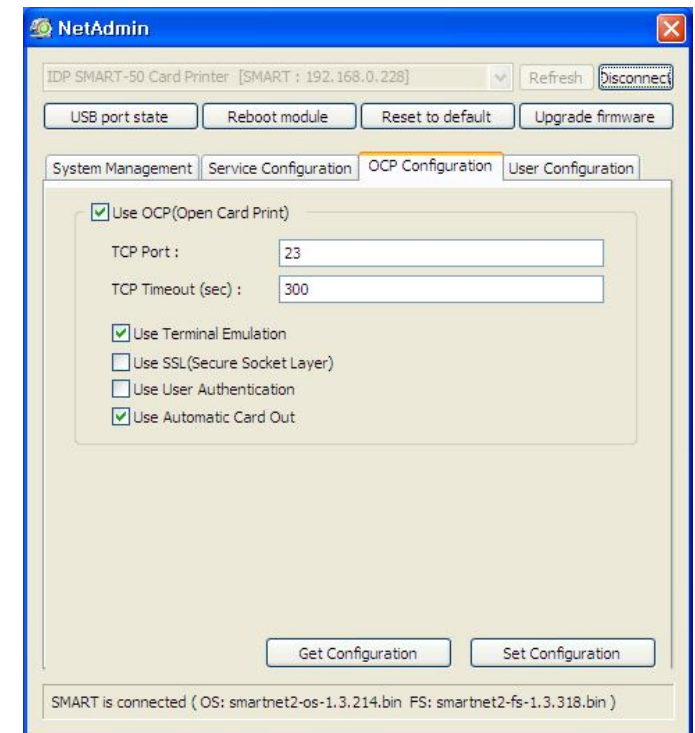 NetAdmin
IDP SMART-50 Card Printer [SMART : 192.168.0.228] Refresh Disconnect
USB port state Reboot module Reset to default Upgrade firmware
System Management Service Configuration OCP Configuration User Configuration
Use OCP(Open Card Print)
TCP Port : 23
TCP Timeout (sec) : 300
Use Terminal Emulation
Use SSL(Secure Socket Layer)
Use User Authentication
Use Automatic Card Out
Get Configuration Set Configuration
SMART is connected ( OS: smartnet2-os-1.3.214.bin FS: smartnet2-fs-1.3.318.bin )